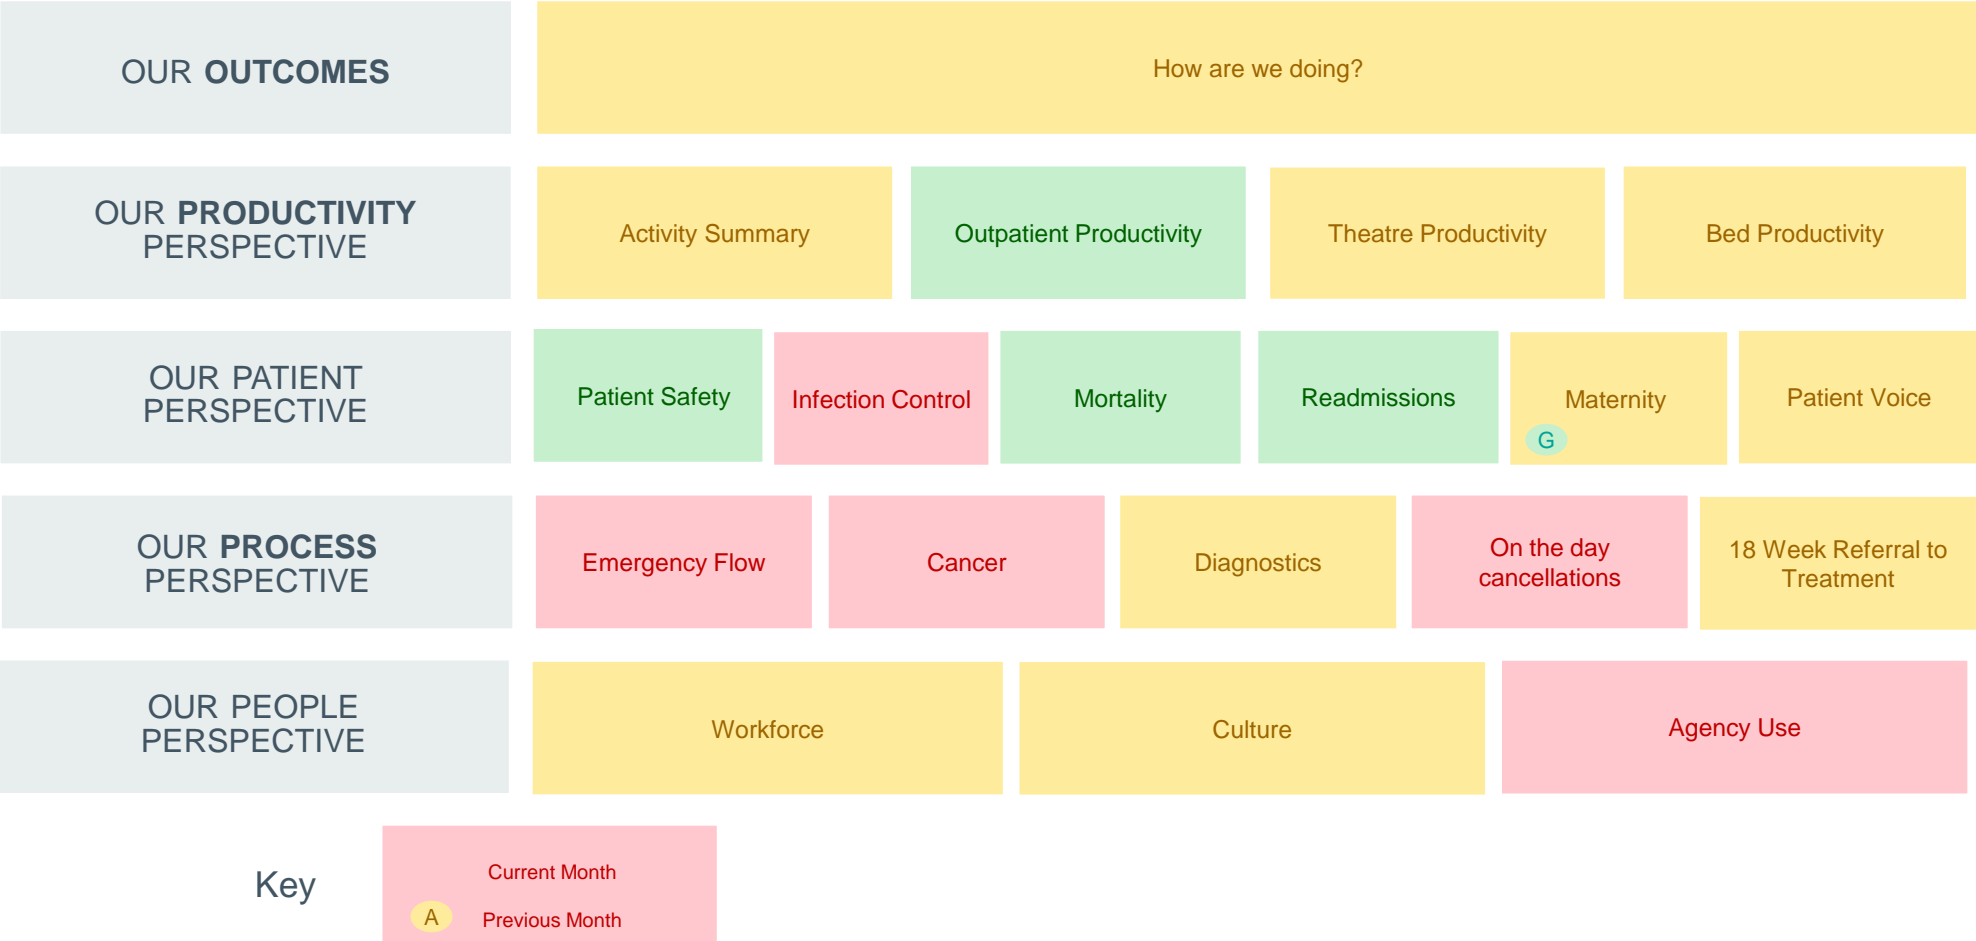 OUR OUTCOMES
How are we doing?
OUR PRODUCTIVITY
PERSPECTIVE
Activity Summary
Outpatient Productivity
Theatre Productivity
Bed Productivity
OUR PATIENT
PERSPECTIVE
Patient Safety
Infection Control
Mortality
Readmissions
Maternity
G
Patient Voice
OUR PROCESS
PERSPECTIVE
Emergency Flow
Cancer
Diagnostics
On the day
cancellations
18 Week Referral to
Treatment
OUR PEOPLE
PERSPECTIVE
Workforce
Culture
Agency Use
Key
Current Month
A
Previous Month